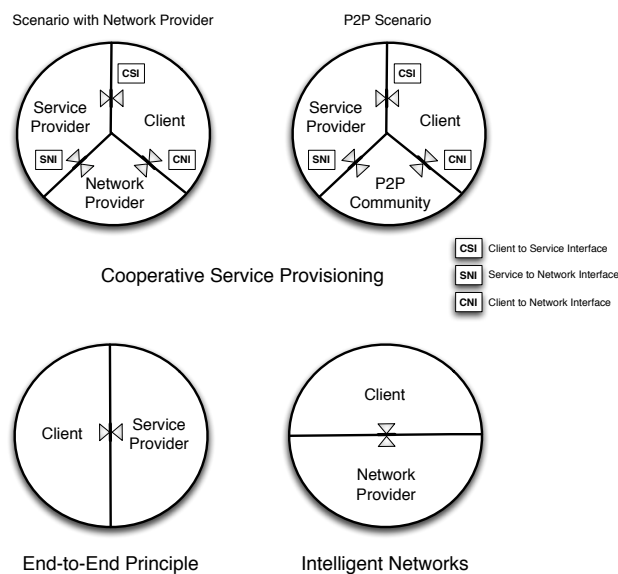 Scenario with Network Provider
P2P Scenario
CSI
Service
Provider
Client
SNI
CNI
Network
Provider
CSI
Service
Provider
Client
SNI
CNI
P2P
Community
Cooperative Service Provisioning
CSI Client to Service Interface
SNI Service to Network Interface
CNI Client to Network Interface
Client
Service
Provider
Client
Network
Provider
End-to-End Principle
Intelligent Networks